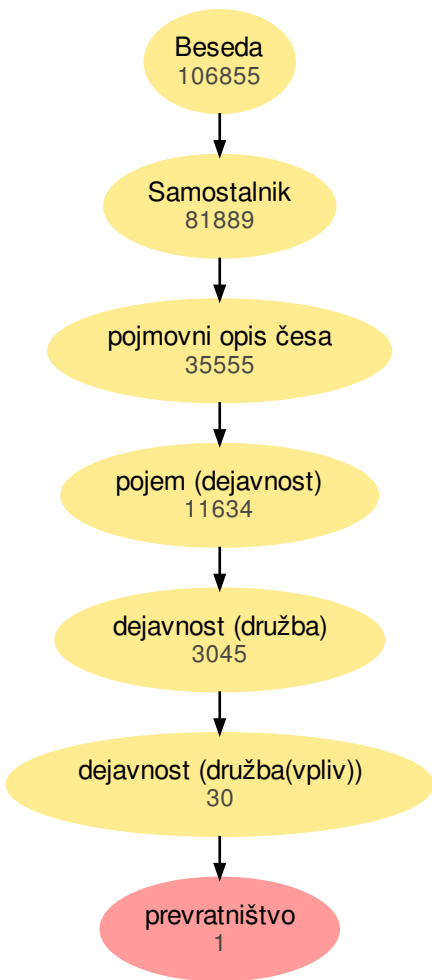 Beseda
106855
Samostalnik
81889
pojmovni opis česa
35555
pojem (dejavnost)
11634
dejavnost (družba)
3045
dejavnost (družba(vpliv))
30
prevratništvo
1